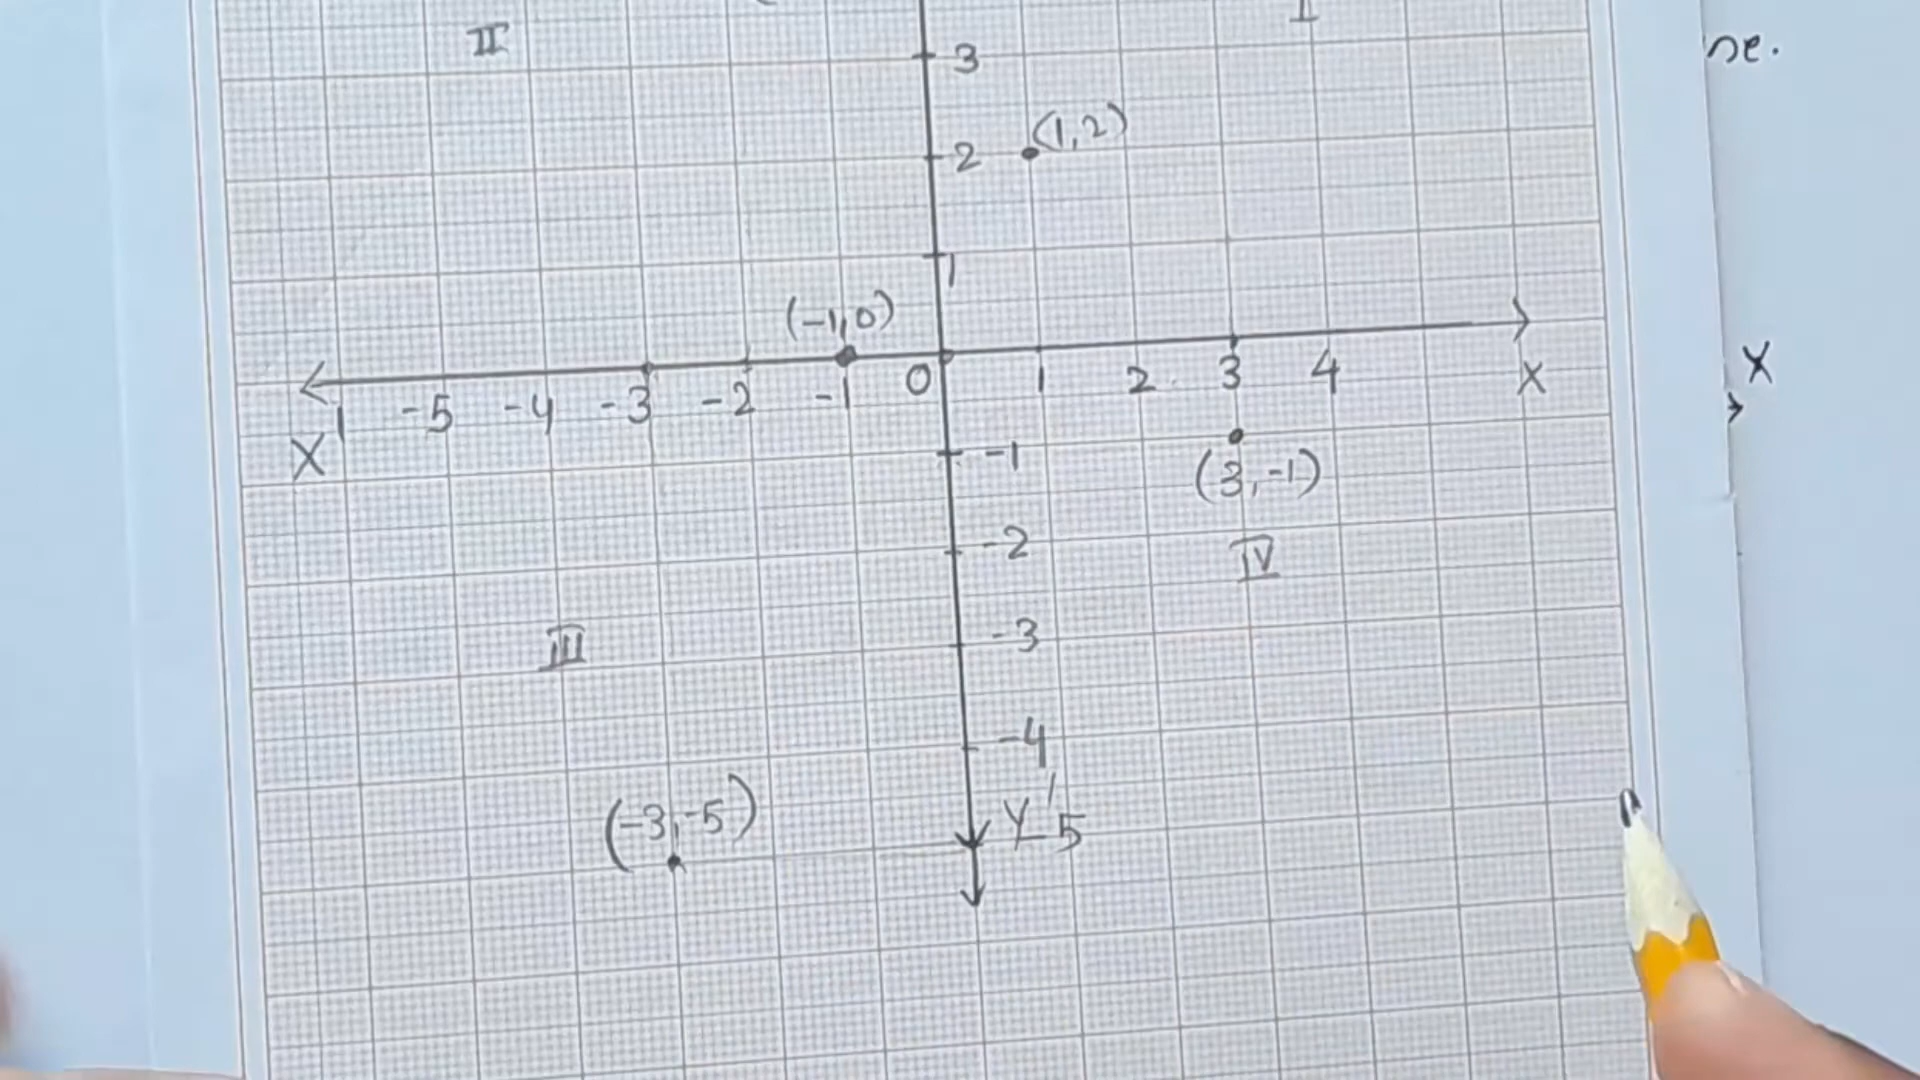 II
I
se.
3
(1,2)
2
1
(-1,0)
X
-5 -4 -3 -2 -1 0 1 2 3 4 X
X
-1
(3,-1)
-2
IV
-3
III
-4
(-3,-5)
Y' 5